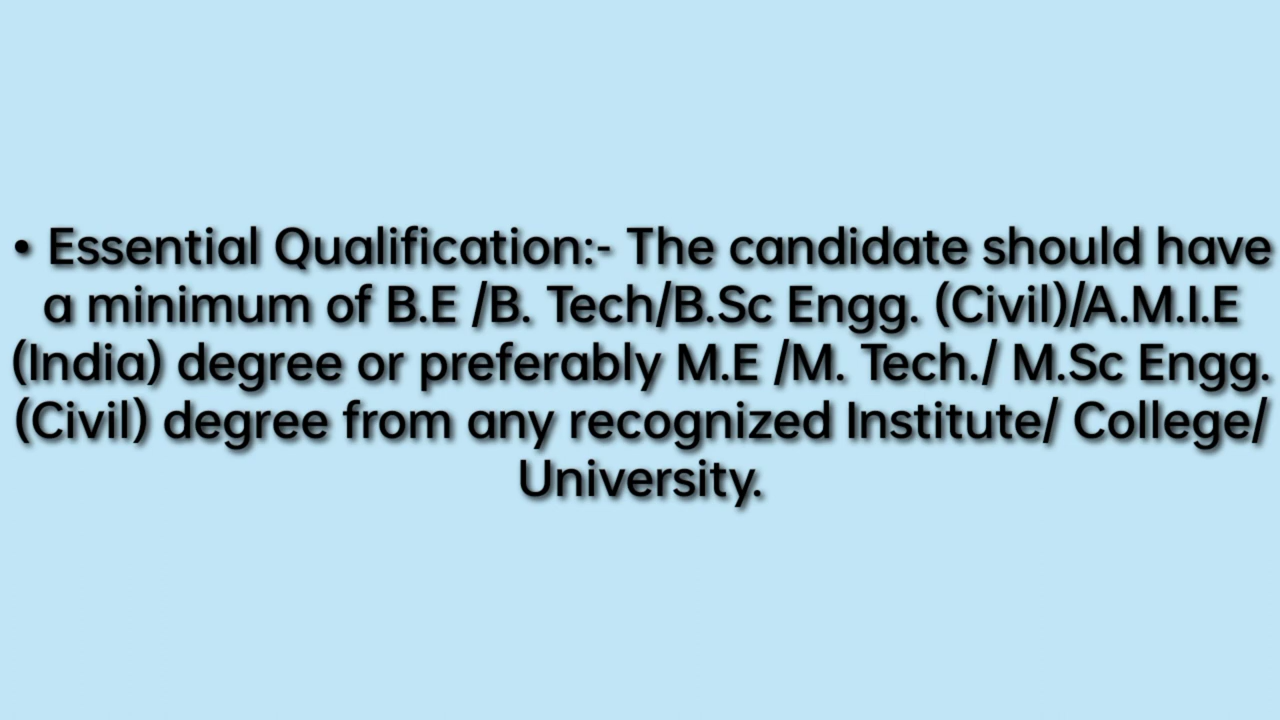 • Essential Qualification:- The candidate should have
a minimum of B.E /B. Tech/B.Sc Engg. (Civil)/A.M.I.E
(India) degree or preferably M.E /M. Tech./ M.Sc Engg.
(Civil) degree from any recognized Institute/ College/
University.